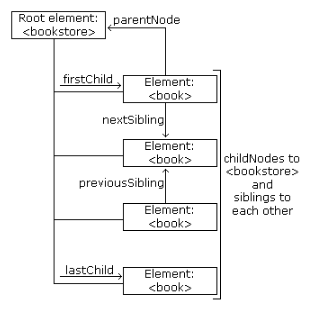 Root element:
<bookstore>
parentNode
firstChild
Element:
<book>
nextSibling
Element:
<book>
previousSibling
Element:
<book>
lastChild
Element:
<book>
childNodes to
<bookstore>
and
siblings to
each other